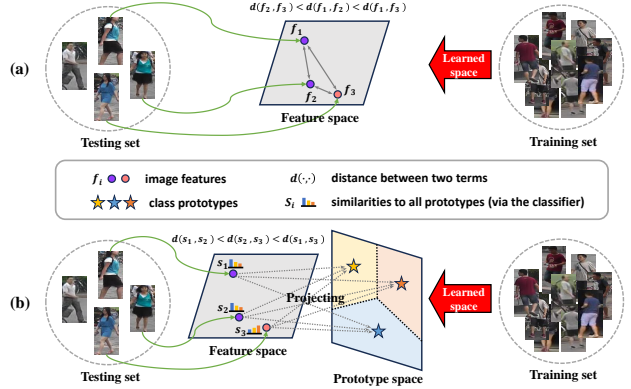 d(f₂,f₃) < d(f₁,f₂) < d(f₁,f₃)
f₁
f₂
f₃
(a)
Testing set
Feature space
Learned
space
Training set
fᵢ image features
d(·,·) distance between two terms
class prototypes
Sᵢ similarities to all prototypes (via the classifier)
d(s₁,s₂) < d(s₂,s₃) < d(s₁,s₃)
s₁
s₂
s₃
Projecting
(b)
Testing set
Feature space
Prototype space
Learned
space
Training set